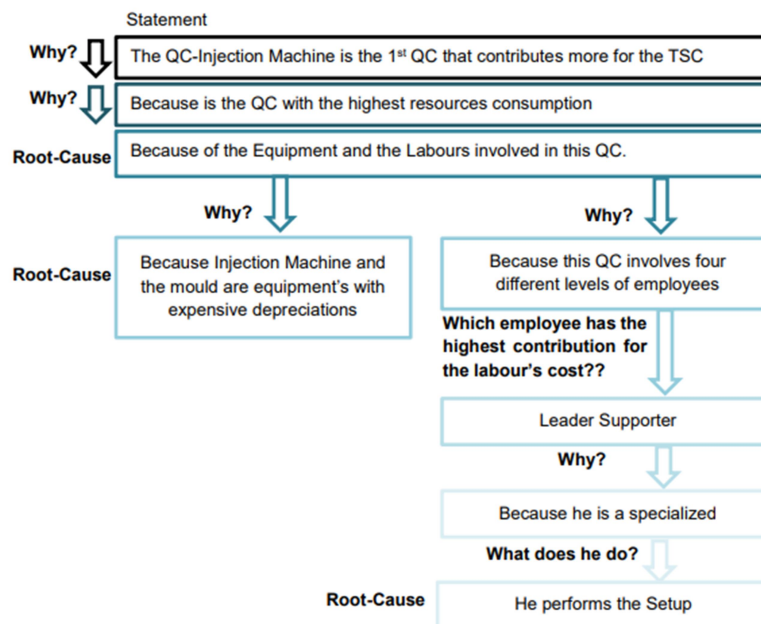 Statement
Why?
The QC-Injection Machine is the 1st QC that contributes more for the TSC
Why?
Because is the QC with the highest resources consumption
Root-Cause
Because of the Equipment and the Labours involved in this QC.
Why?
Why?
Root-Cause
Because Injection Machine and
the mould are equipment's with
expensive depreciations
Because this QC involves four
different levels of employees
Which employee has the
highest contribution for
the labour's cost??
Leader Supporter
Why?
Because he is a specialized
What does he do?
Root-Cause
He performs the Setup